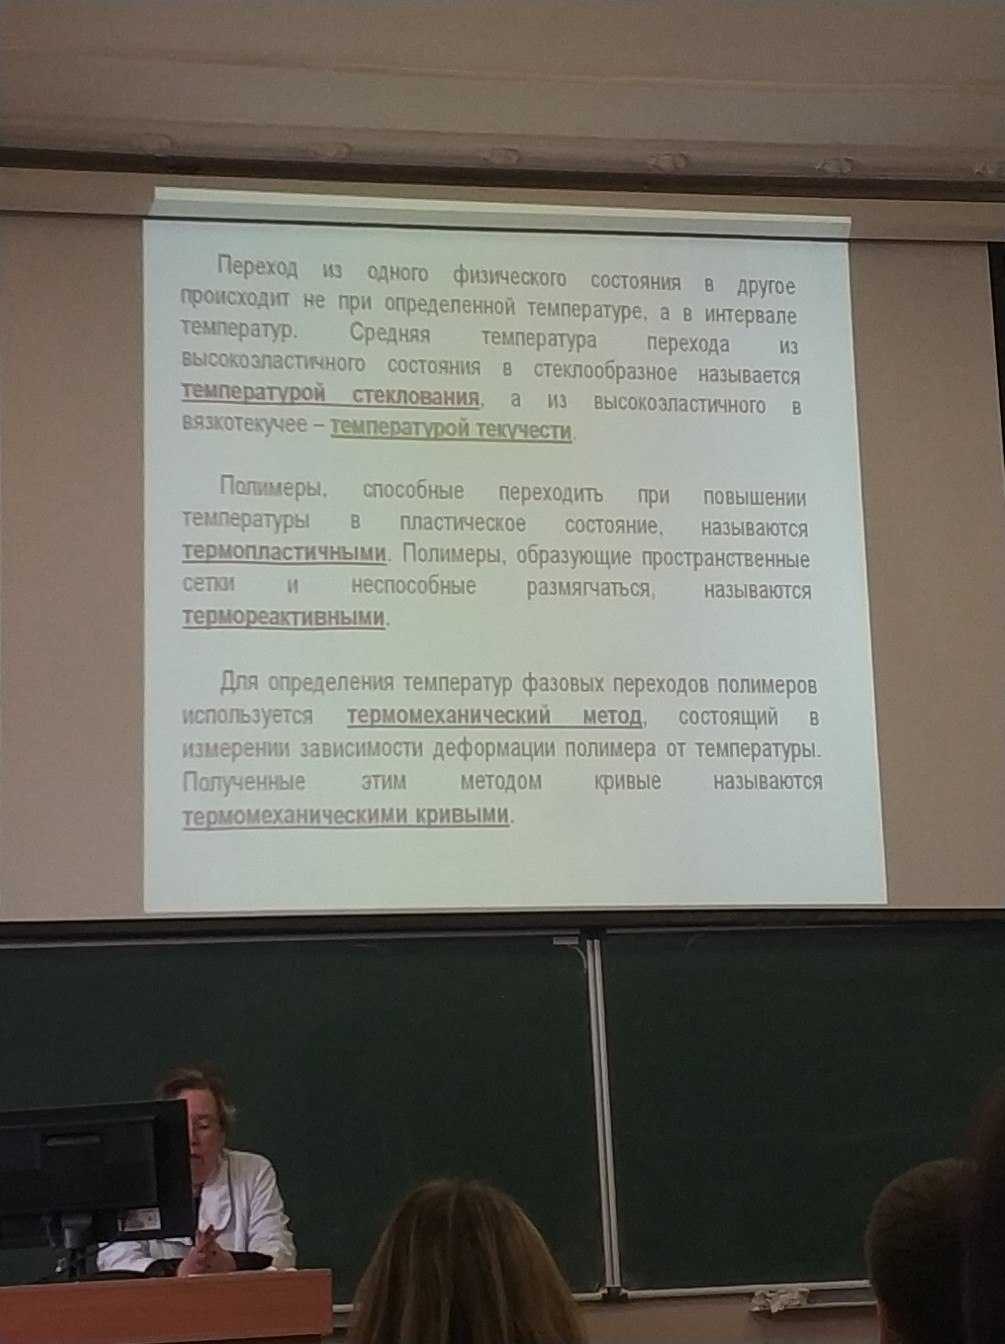 Переход из одного физического состояния в другое
происходит не при определенной температуре, а в интервале
температур. Средняя температура перехода из
высокоэластичного состояния в стеклообразное называется
температурой стеклования, а из высокоэластичного в
вязкотекучее – температурой текучести.
Полимеры, способные переходить при повышении
температуры в пластическое состояние, называются
термопластичными. Полимеры, образующие пространственные
сетки и неспособные размягчаться, называются
термореактивными.
Для определения температур фазовых переходов полимеров
используется термомеханический метод, состоящий в
измерении зависимости деформации полимера от температуры.
Полученные этим методом кривые называются
термомеханическими кривыми.